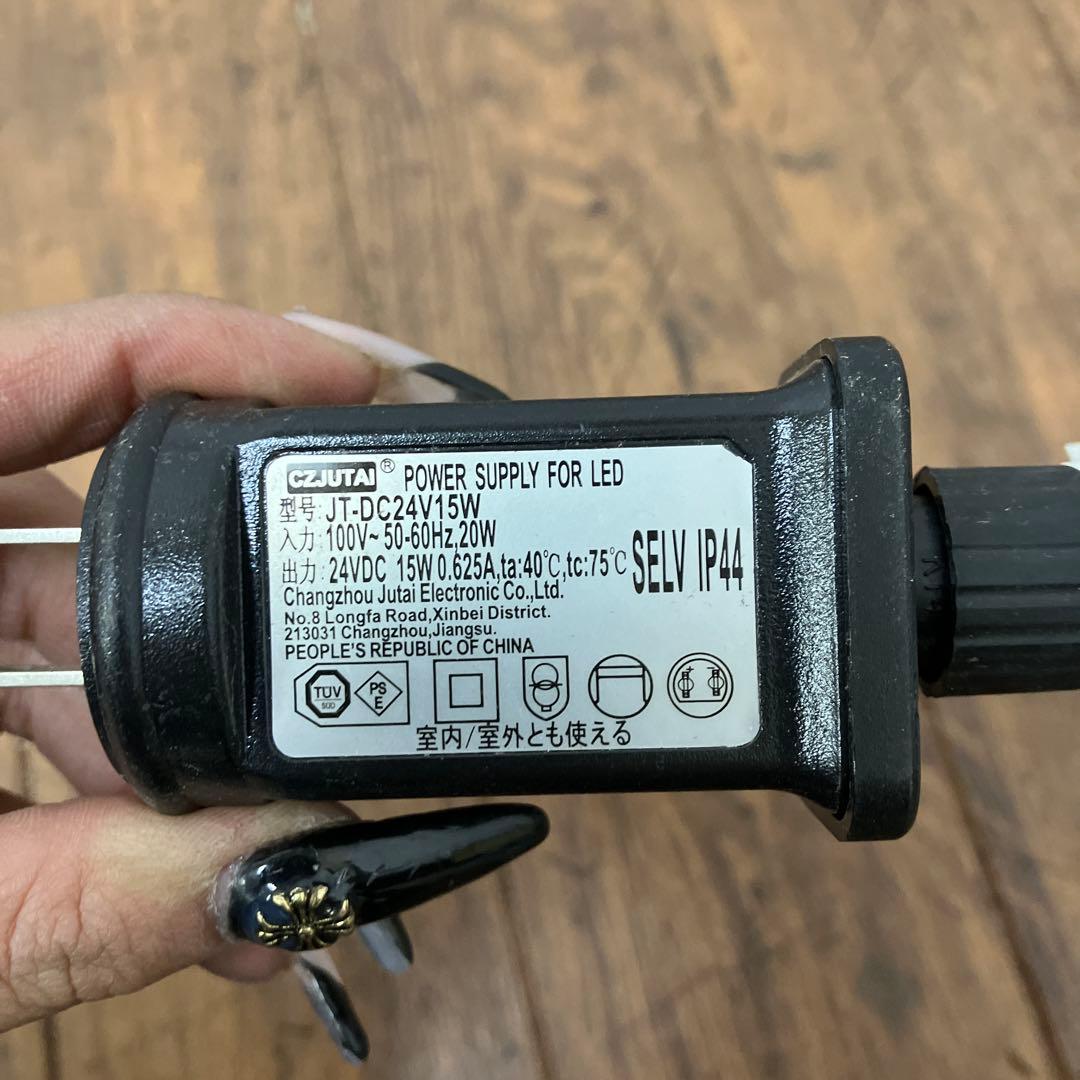 CZJUTAI® POWER SUPPLY FOR LED
型号: JT-DC24V15W
入力: 100V~ 50-60Hz,20W
出力: 24VDC 15W 0.625A,ta:40℃,tc:75℃
SELV IP44
Changzhou Jutai Electronic Co.,Ltd.
No.8 Longfa Road,Xinbei District.
213031 Changzhou,Jiangsu.
PEOPLE'S REPUBLIC OF CHINA
TÜV
SÜD
PS
E
室内/室外とも使える